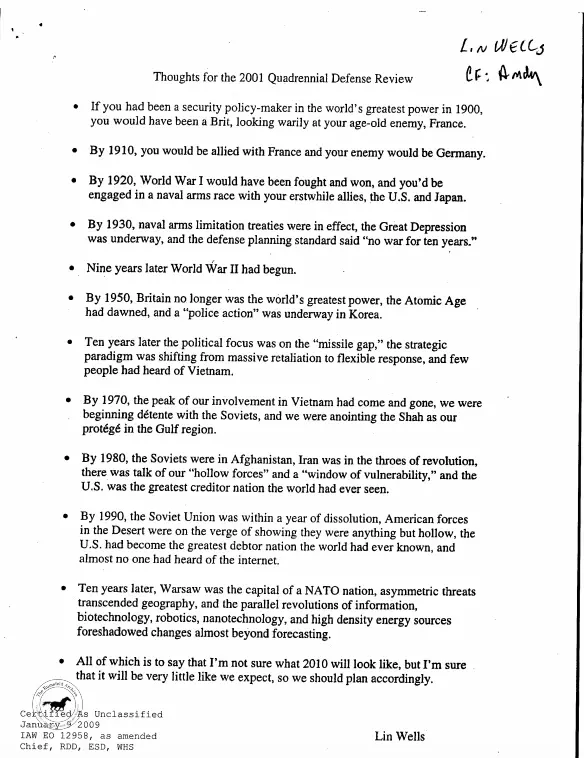 LIN WELLS
CF: Andy
Thoughts for the 2001 Quadrennial Defense Review
• If you had been a security policy-maker in the world's greatest power in 1900,
you would have been a Brit, looking warily at your age-old enemy, France.
• By 1910, you would be allied with France and your enemy would be Germany.
• By 1920, World War I would have been fought and won, and you'd be
engaged in a naval arms race with your erstwhile allies, the U.S. and Japan.
• By 1930, naval arms limitation treaties were in effect, the Great Depression
was underway, and the defense planning standard said "no war for ten years."
• Nine years later World War II had begun.
• By 1950, Britain no longer was the world's greatest power, the Atomic Age
had dawned, and a "police action" was underway in Korea.
• Ten years later the political focus was on the "missile gap," the strategic
paradigm was shifting from massive retaliation to flexible response, and few
people had heard of Vietnam.
• By 1970, the peak of our involvement in Vietnam had come and gone, we were
beginning détente with the Soviets, and we were anointing the Shah as our
protégé in the Gulf region.
• By 1980, the Soviets were in Afghanistan, Iran was in the throes of revolution,
there was talk of our "hollow forces" and a "window of vulnerability," and the
U.S. was the greatest creditor nation the world had ever seen.
• By 1990, the Soviet Union was within a year of dissolution, American forces
in the Desert were on the verge of showing they were anything but hollow, the
U.S. had become the greatest debtor nation the world had ever known, and
almost no one had heard of the internet.
• Ten years later, Warsaw was the capital of a NATO nation, asymmetric threats
transcended geography, and the parallel revolutions of information,
biotechnology, robotics, nanotechnology, and high density energy sources
foreshadowed changes almost beyond forecasting.
• All of which is to say that I'm not sure what 2010 will look like, but I'm sure
that it will be very little like we expect, so we should plan accordingly.
Certified As Unclassified
January 9 2009
IAW EO 12958, as amended
Chief, RDD, ESD, WHS
Lin Wells